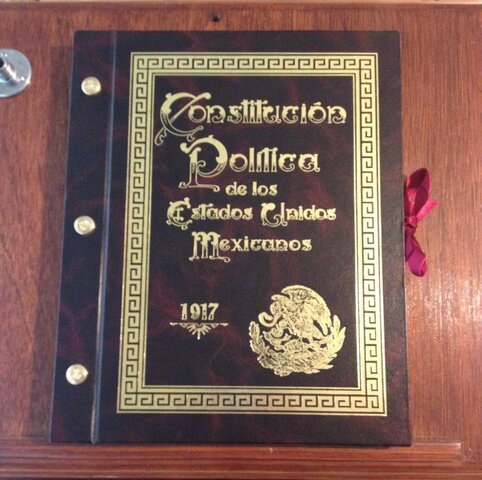 Constitución
Política
de los
Estados Unidos
Mexicanos
1917